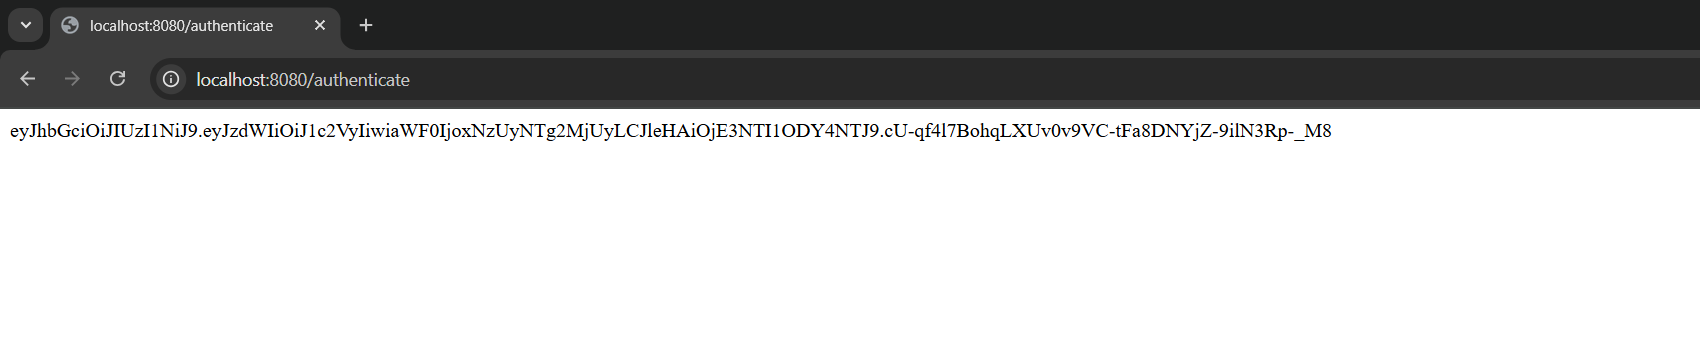 localhost:8080/authenticate
localhost:8080/authenticate
eyJhbGciOiJIUzI1NiJ9.eyJzdWIiOiJ1c2VyIiwiaWF0IjoxNzUyNTg2MjUyLCJleHAiOjE3NTI1ODY4NTJ9.cU-qf4l7BohqLXUv0v9VC-tFa8DNYjZ-9ilN3Rp-_M8